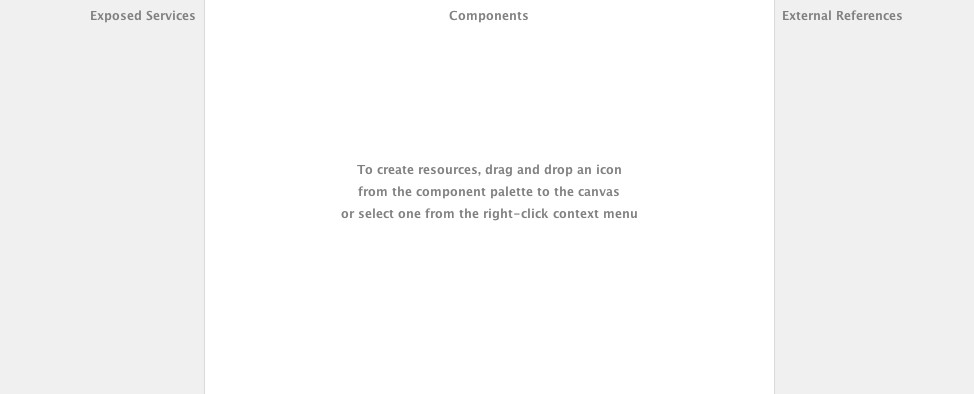 Exposed Services
Components
External References
To create resources, drag and drop an icon
from the component palette to the canvas
or select one from the right-click context menu